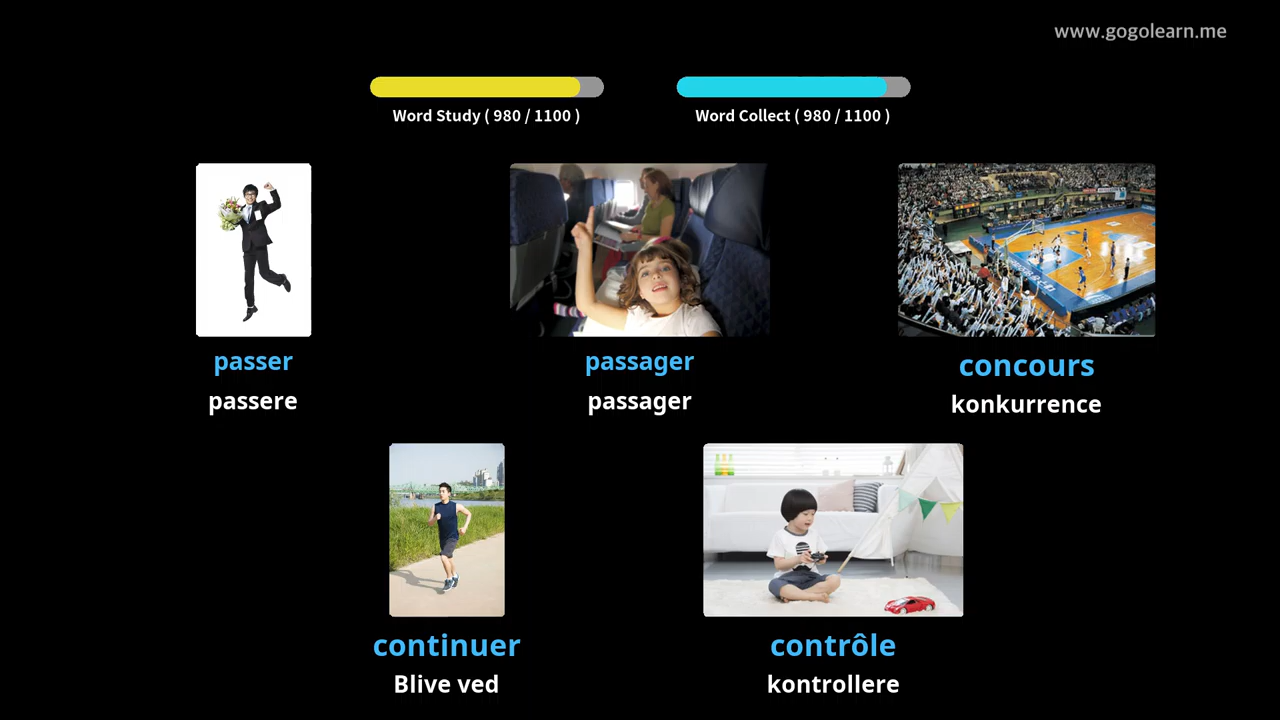 www.gogolearn.me
Word Study ( 980 / 1100 )
Word Collect ( 980 / 1100 )
passer
passere
passager
passager
concours
konkurrence
continuer
Blive ved
contrôle
kontrollere